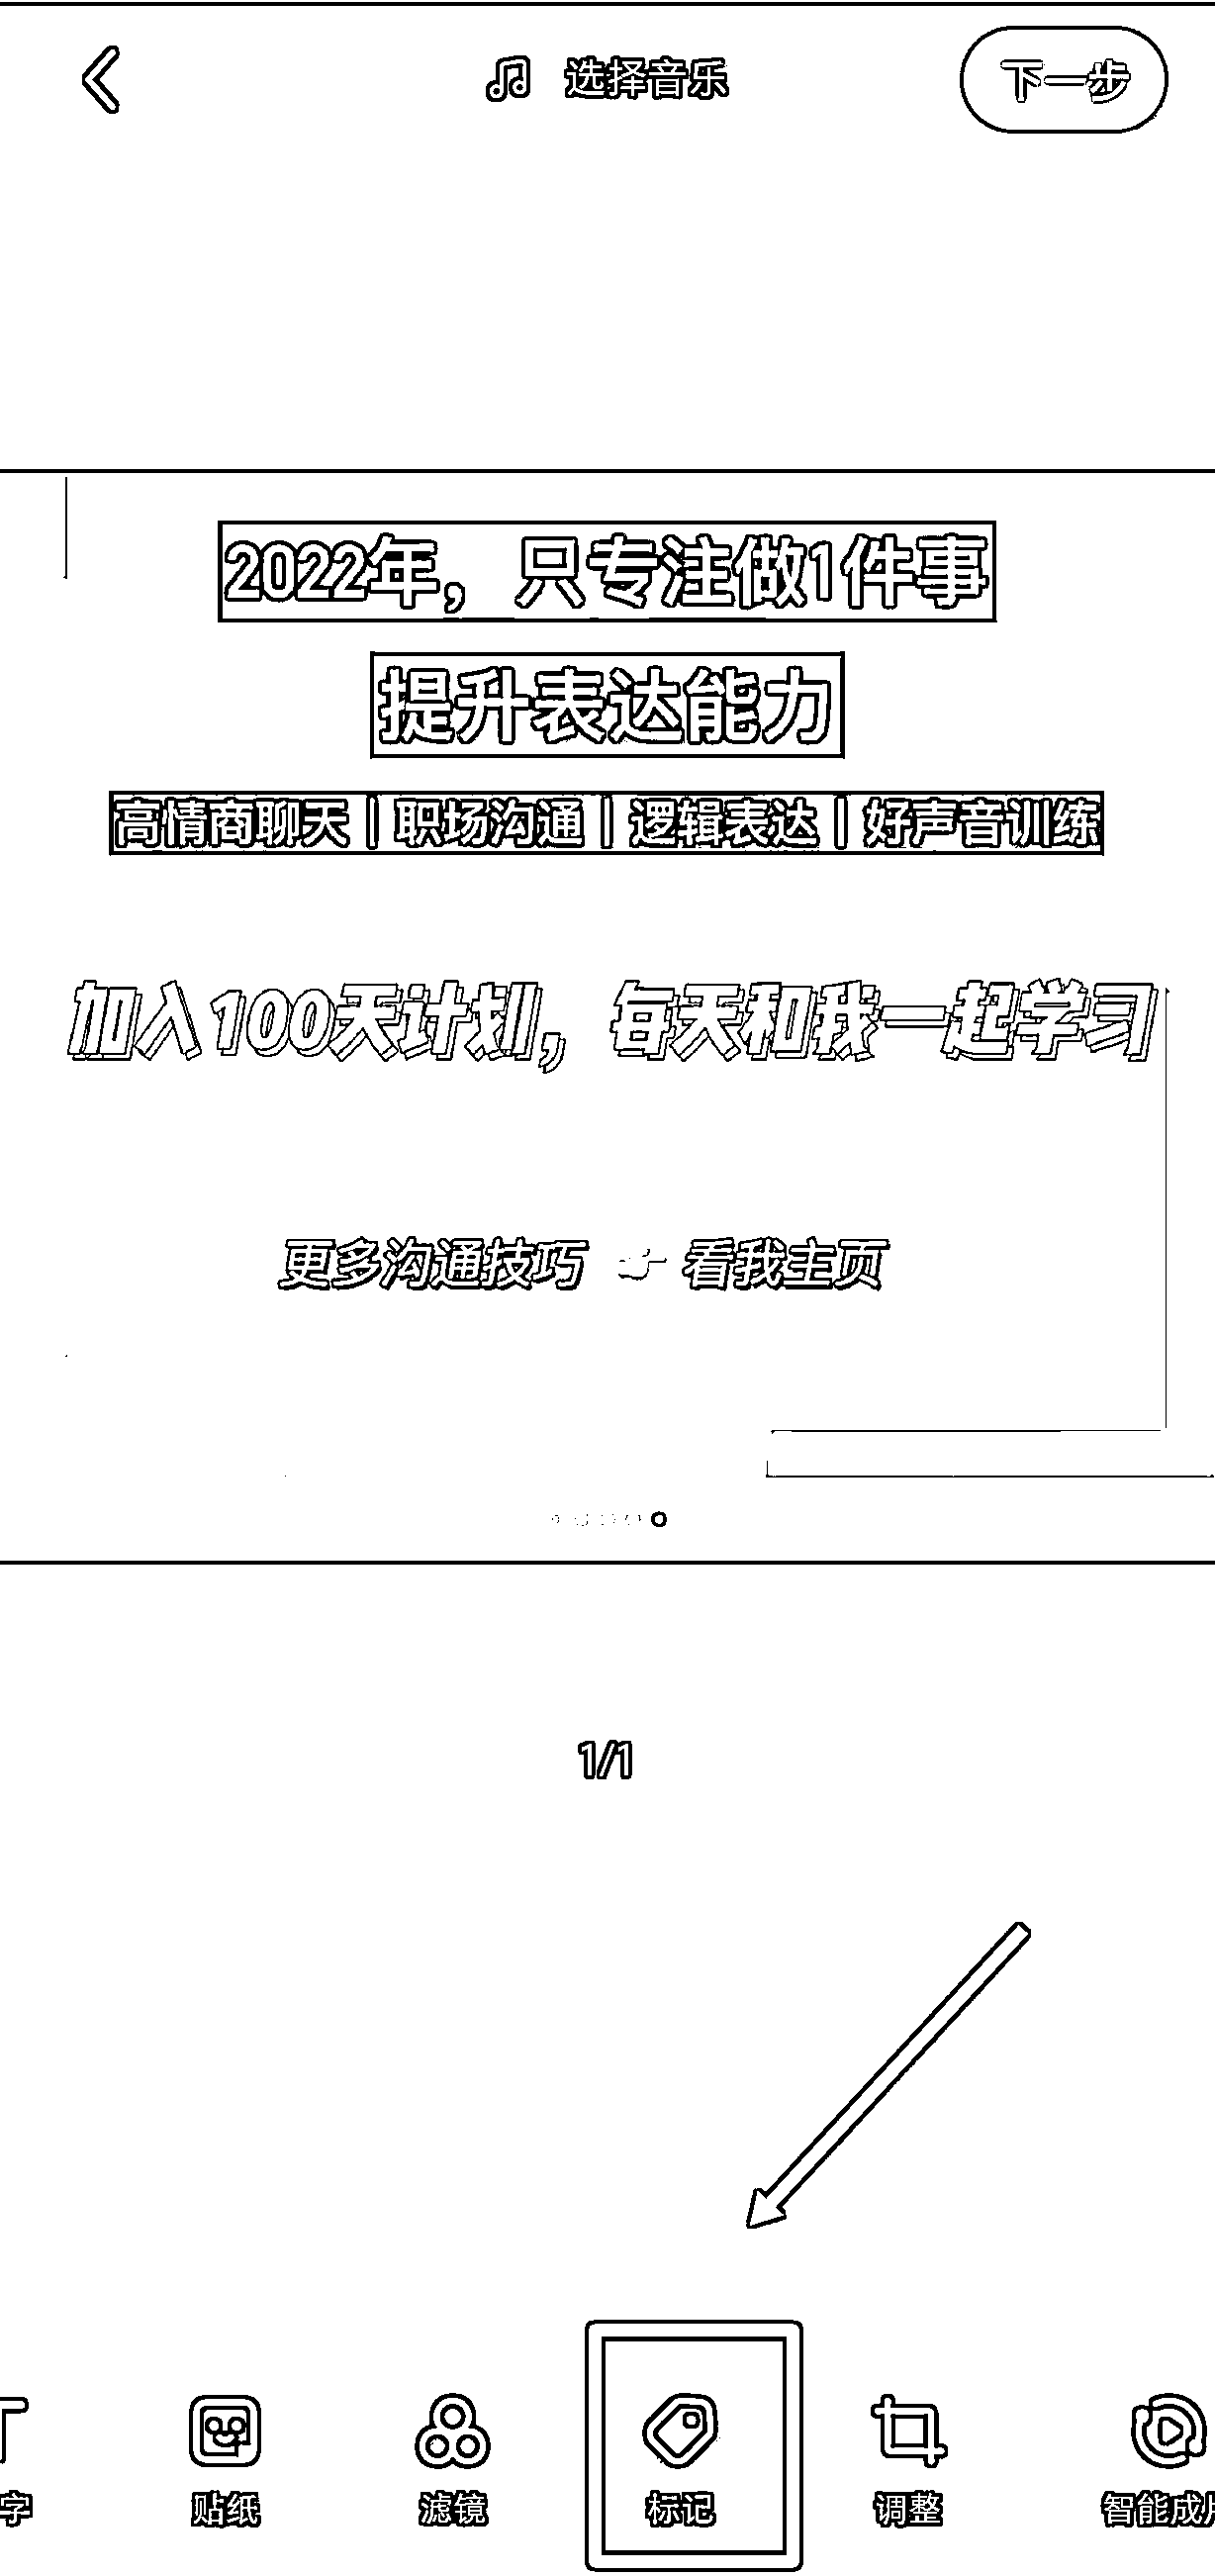 选择音乐 下一步
2022年，只专注做1件事
提升表达能力
高情商聊天｜职场沟通｜逻辑表达｜好声音训练
加入100天计划，每天和我一起学习
更多沟通技巧 👉 看我主页
1/1
字 贴纸 滤镜 标记 调整 智能成